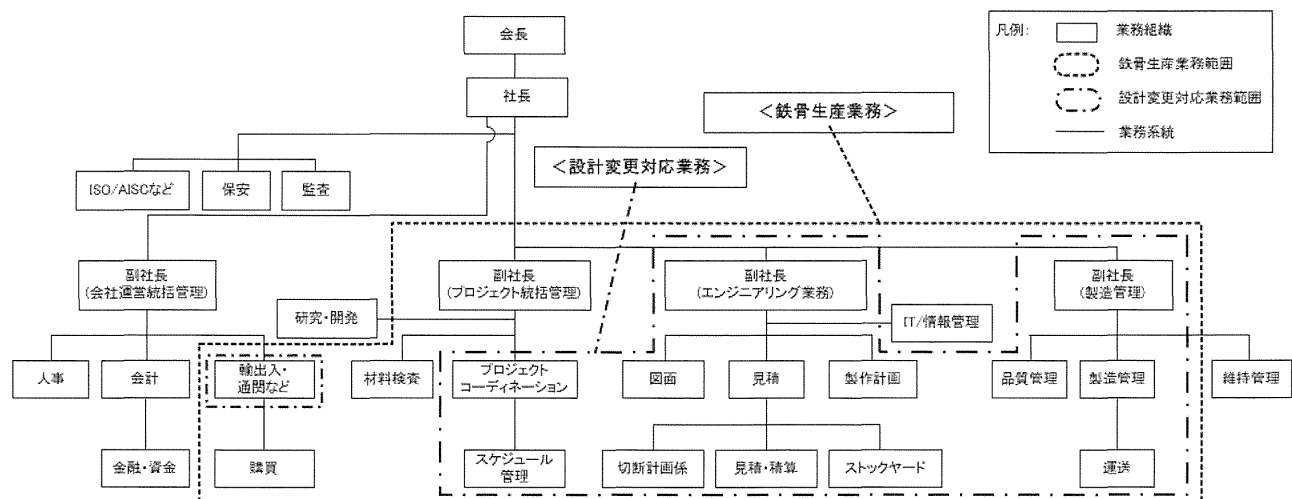 会長
社長
凡例:
業務組織
鉄骨生産業務範囲
設計変更対応業務範囲
業務系統
<鉄骨生産業務>
<設計変更対応業務>
ISO/AISCなど
保安
監査
副社長
(会社運営統括管理)
副社長
(プロジェクト統括管理)
副社長
(エンジニアリング業務)
副社長
(製造管理)
研究・開発
IT/情報管理
人事
会計
輸出入・
通関など
材料検査
プロジェクト
コーディネーション
図面
見積
製作計画
品質管理
製造管理
維持管理
金融・資金
購買
スケジュール
管理
切断計画係
見積・積算
ストックヤード
運送